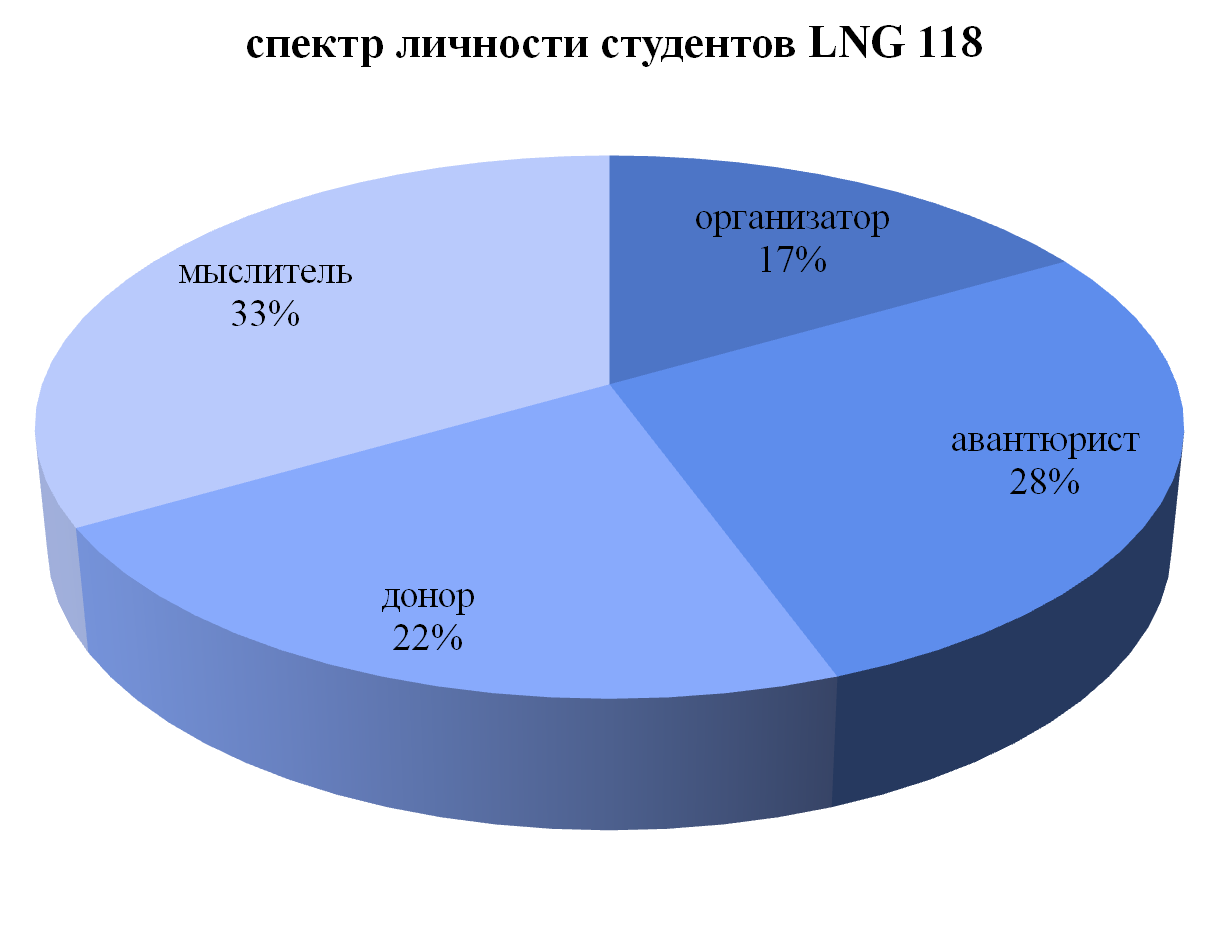 спектр личности студентов LNG 118
организатор
17%
мыслитель
33%
авантюрист
28%
донор
22%